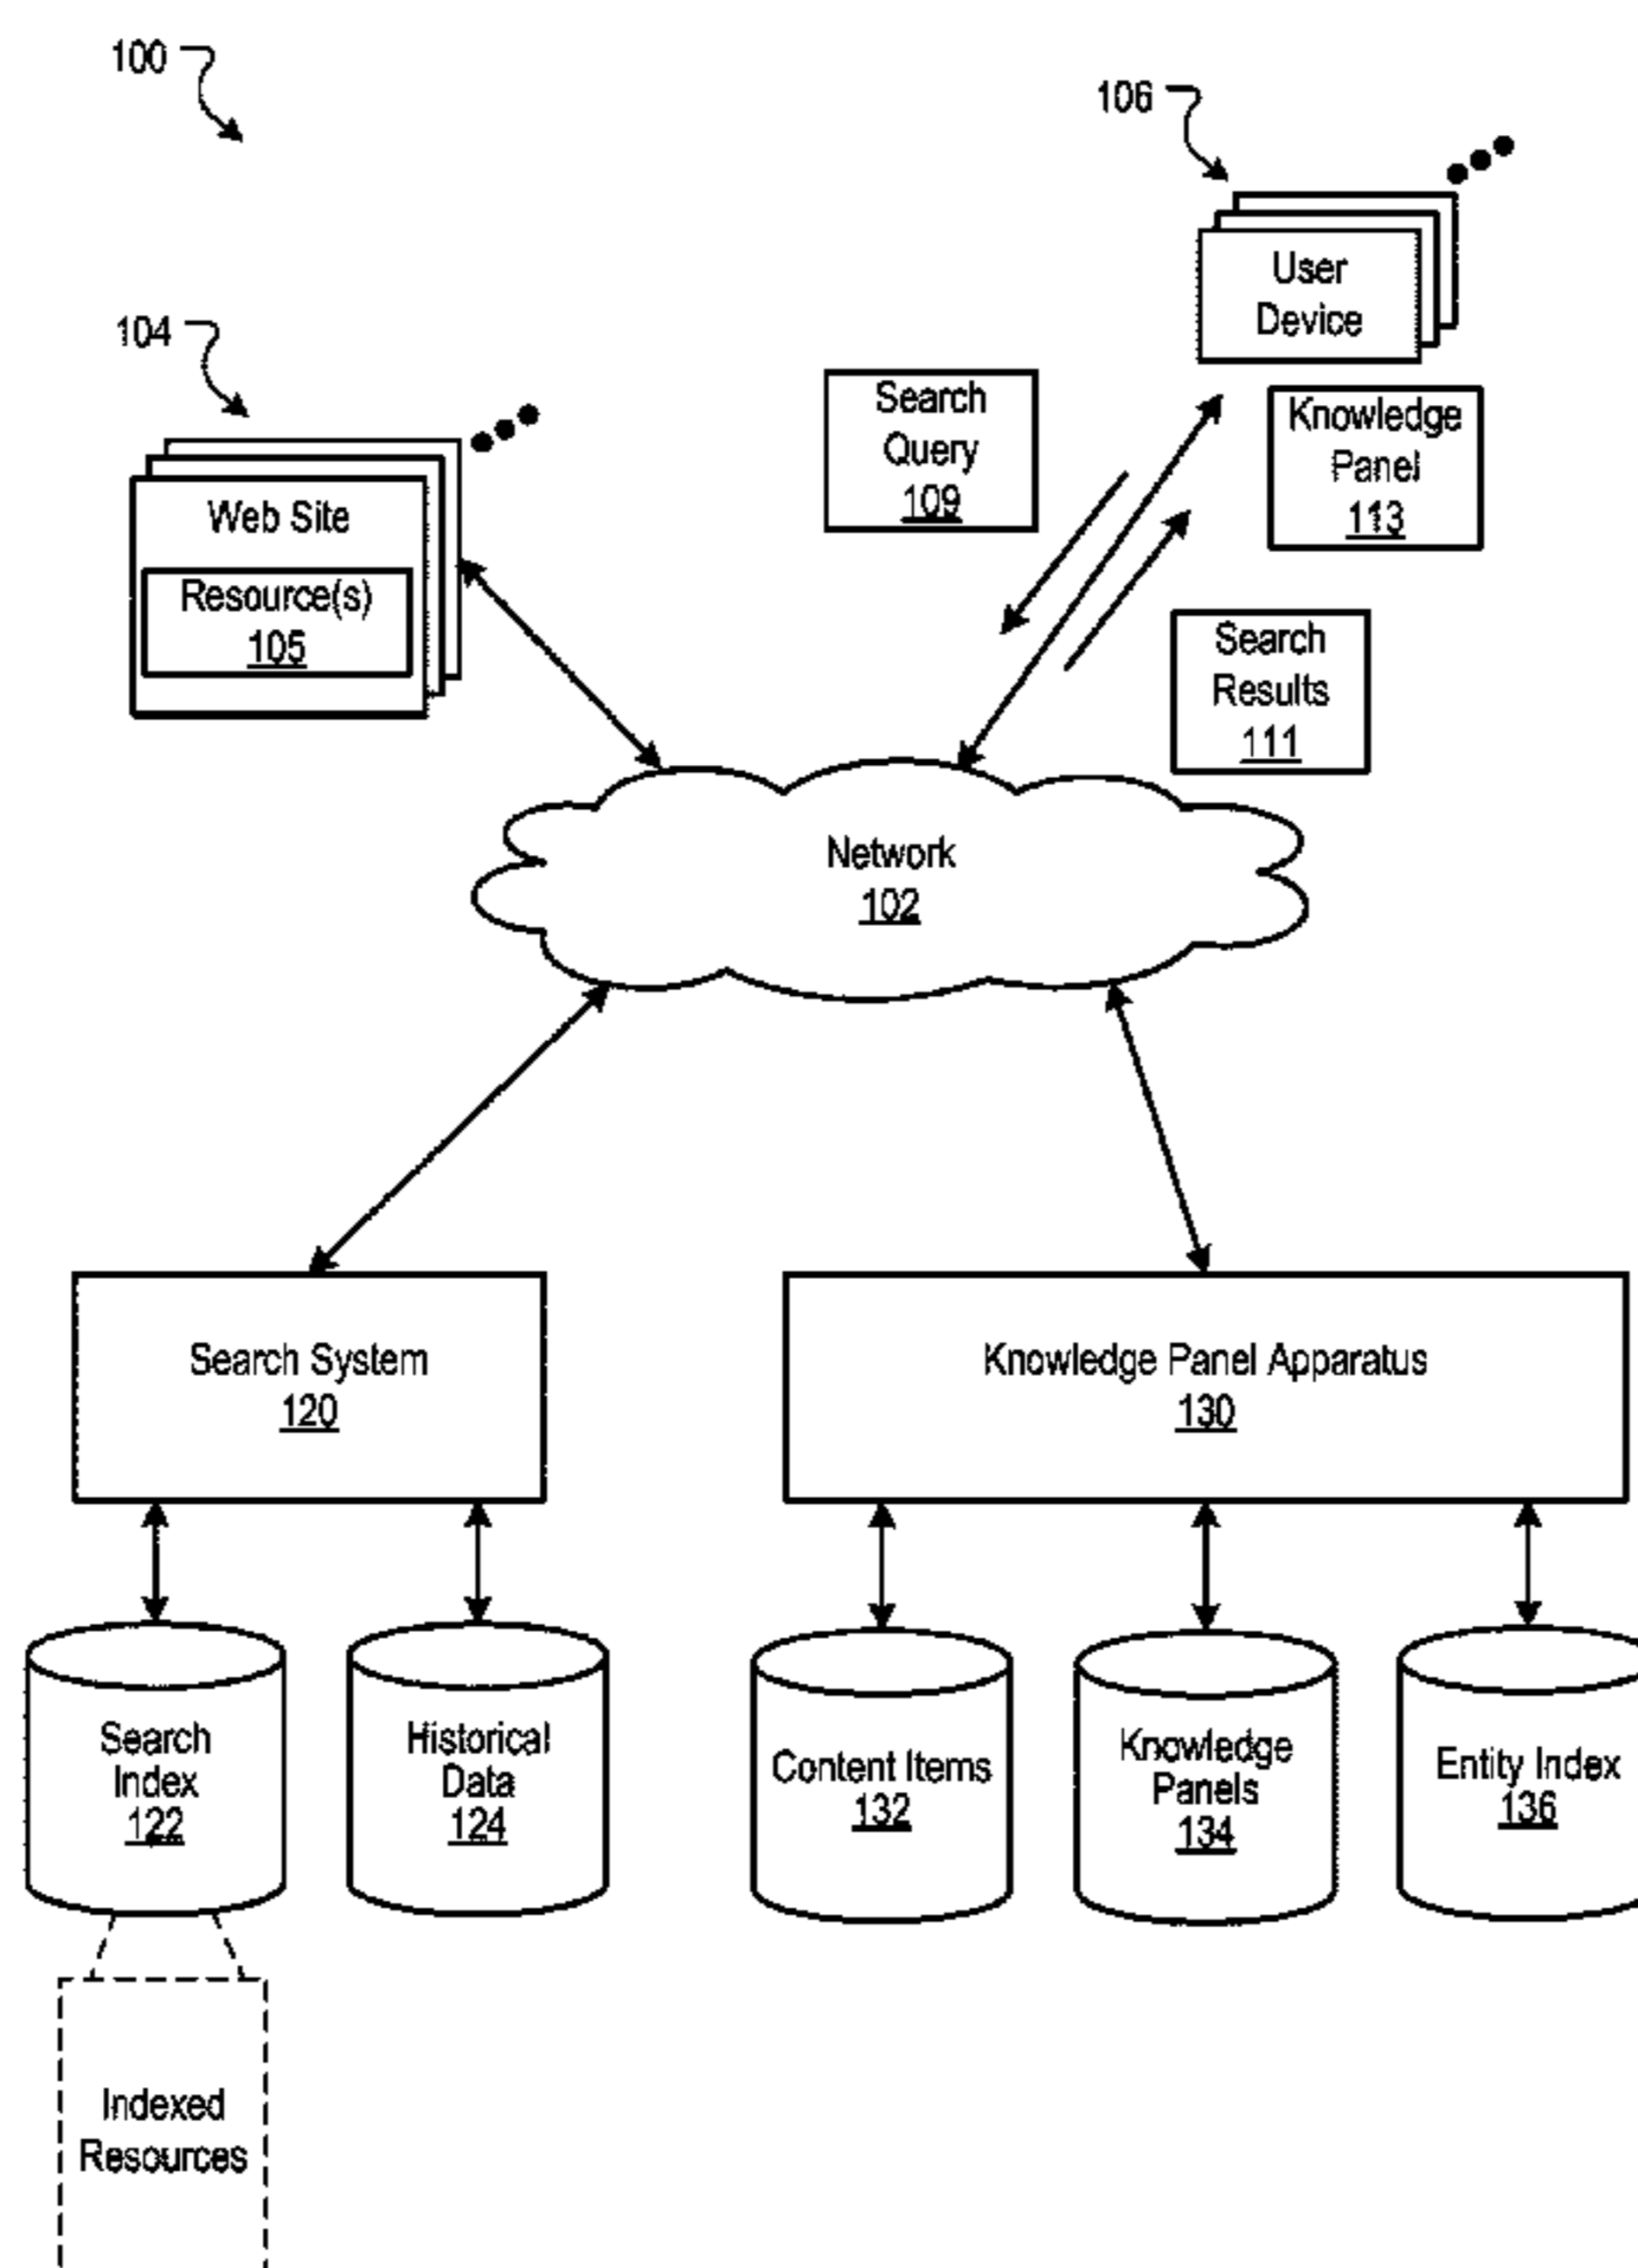 100
106
User
Device
104
Search
Query
109
Knowledge
Panel
113
Web Site
Resource(s)
105
Search
Results
111
Network
102
Search System
120
Knowledge Panel Apparatus
130
Search
Index
122
Historical
Data
124
Content Items
132
Knowledge
Panels
134
Entity Index
136
Indexed
Resources